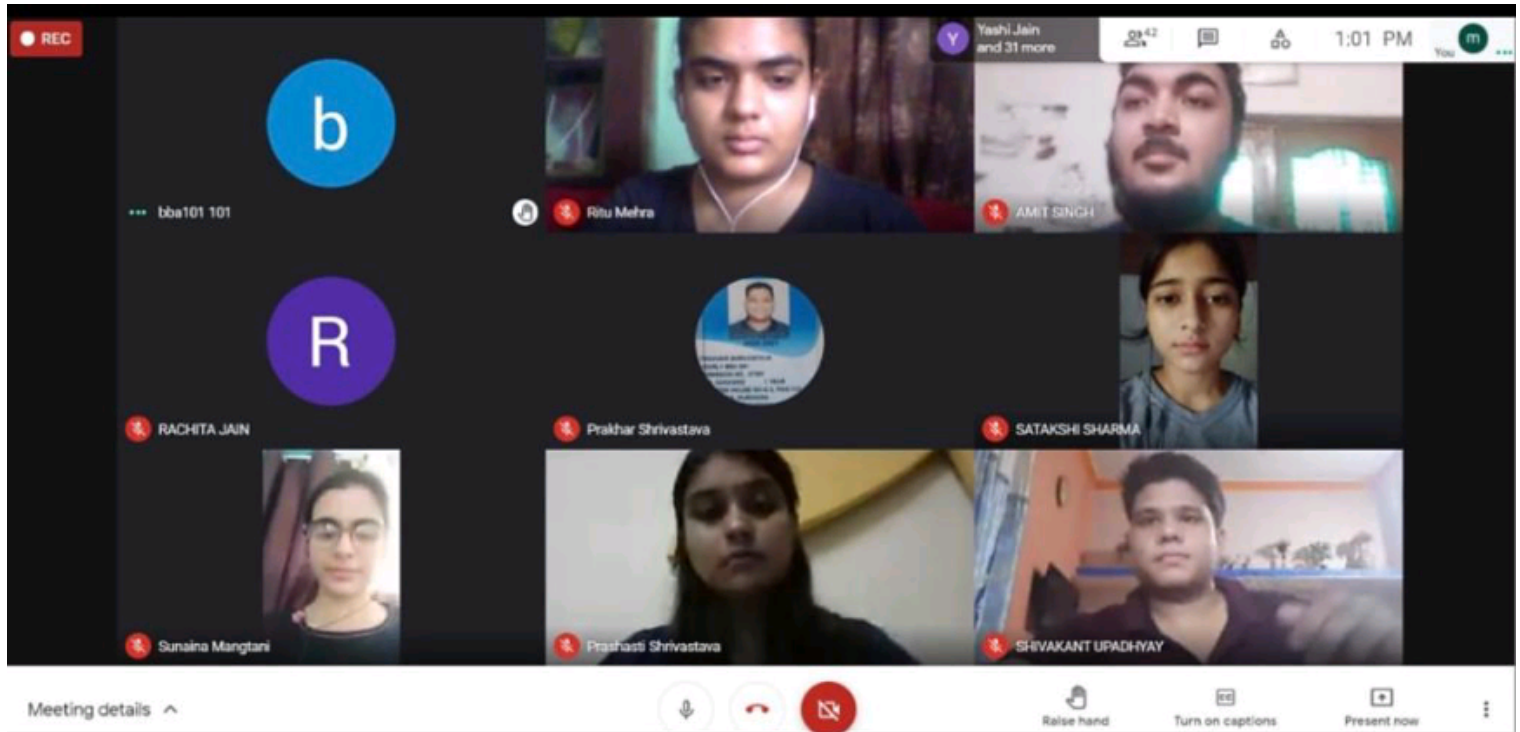 REC
Y
Yashi Jain
and 31 more
42
1:01 PM
You
m
b
bba101 101
Ritu Mehra
AMIT SINGH
R
RACHITA JAIN
Prakhar Shrivastava
SATAKSHI SHARMA
Sunaina Mangtani
Prashasti Shrivastava
SHIVAKANT UPADHYAY
Meeting details
Raise hand
CC
Turn on captions
Present now